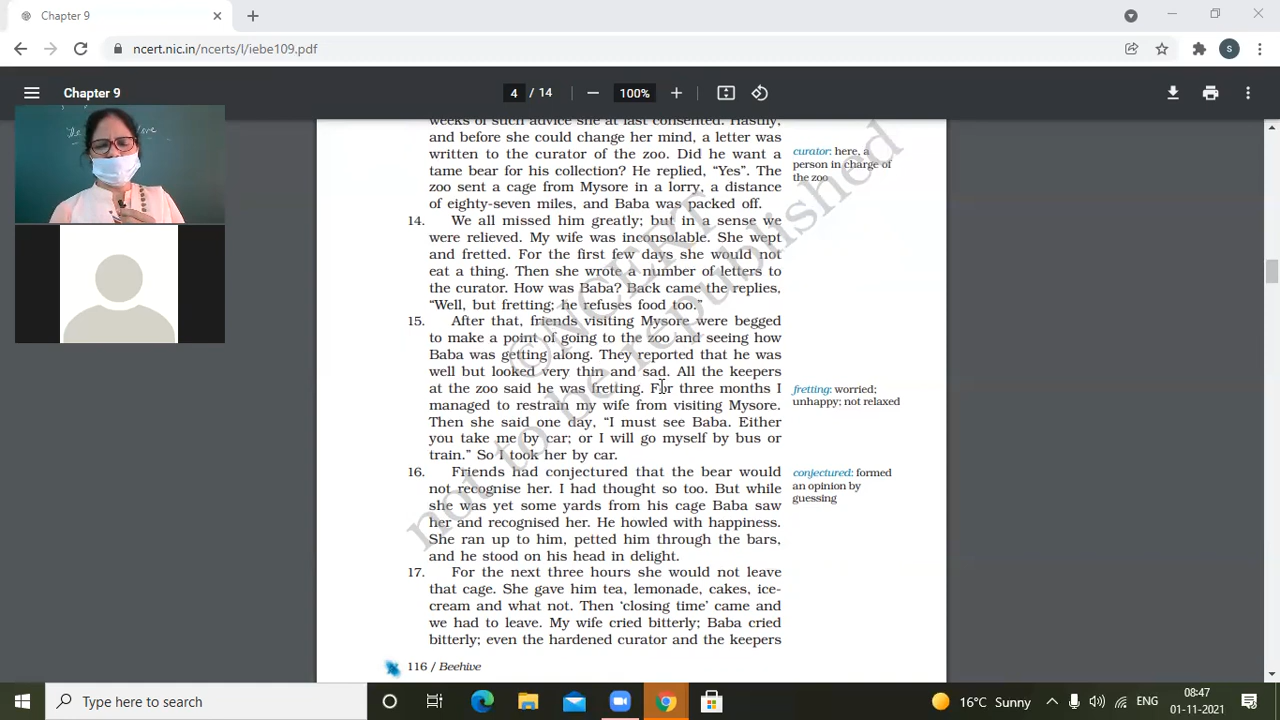 Chapter 9
ncert.nic.in/ncerts/l/iebe109.pdf
S
Chapter 9
4 / 14
100%
weeks of such advice she at last consented. Hastily,
and before she could change her mind, a letter was
written to the curator of the zoo. Did he want a
tame bear for his collection? He replied, “Yes”. The
zoo sent a cage from Mysore in a lorry, a distance
of eighty-seven miles, and Baba was packed off.
curator: here, a
person in charge of
the zoo
14. We all missed him greatly; but in a sense we
were relieved. My wife was inconsolable. She wept
and fretted. For the first few days she would not
eat a thing. Then she wrote a number of letters to
the curator. How was Baba? Back came the replies,
“Well, but fretting; he refuses food too.”
15. After that, friends visiting Mysore were begged
to make a point of going to the zoo and seeing how
Baba was getting along. They reported that he was
well but looked very thin and sad. All the keepers
at the zoo said he was fretting. For three months I
managed to restrain my wife from visiting Mysore.
Then she said one day, “I must see Baba. Either
you take me by car; or I will go myself by bus or
train.” So I took her by car.
fretting: worried;
unhappy; not relaxed
16. Friends had conjectured that the bear would
not recognise her. I had thought so too. But while
she was yet some yards from his cage Baba saw
her and recognised her. He howled with happiness.
She ran up to him, petted him through the bars,
and he stood on his head in delight.
conjectured: formed
an opinion by
guessing
17. For the next three hours she would not leave
that cage. She gave him tea, lemonade, cakes, ice-
cream and what not. Then ‘closing time’ came and
we had to leave. My wife cried bitterly; Baba cried
bitterly; even the hardened curator and the keepers
116 / Beehive
©NCERT
not to be republished
Type here to search
16°C Sunny
ENG
08:47
01-11-2021